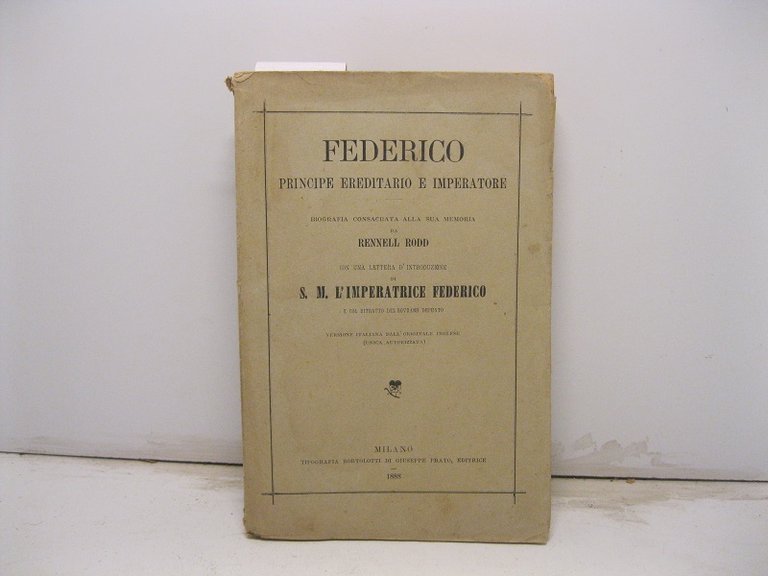 FEDERICO
PRINCIPE EREDITARIO E IMPERATORE
BIOGRAFIA CONSACRATA ALLA SUA MEMORIA
DA
RENNELL RODD
CON UNA LETTERA D'INTRODUZIONE
DI
S. M. L'IMPERATRICE FEDERICO
E COL RITRATTO DEL SOVRANO DEFUNTO
VERSIONE ITALIANA DALL'ORIGINALE INGLESE
(UNICA AUTORIZZATA)
MILANO
TIPOGRAFIA BORTOLOTTI DI GIUSEPPE PRATO, EDITRICE
1888